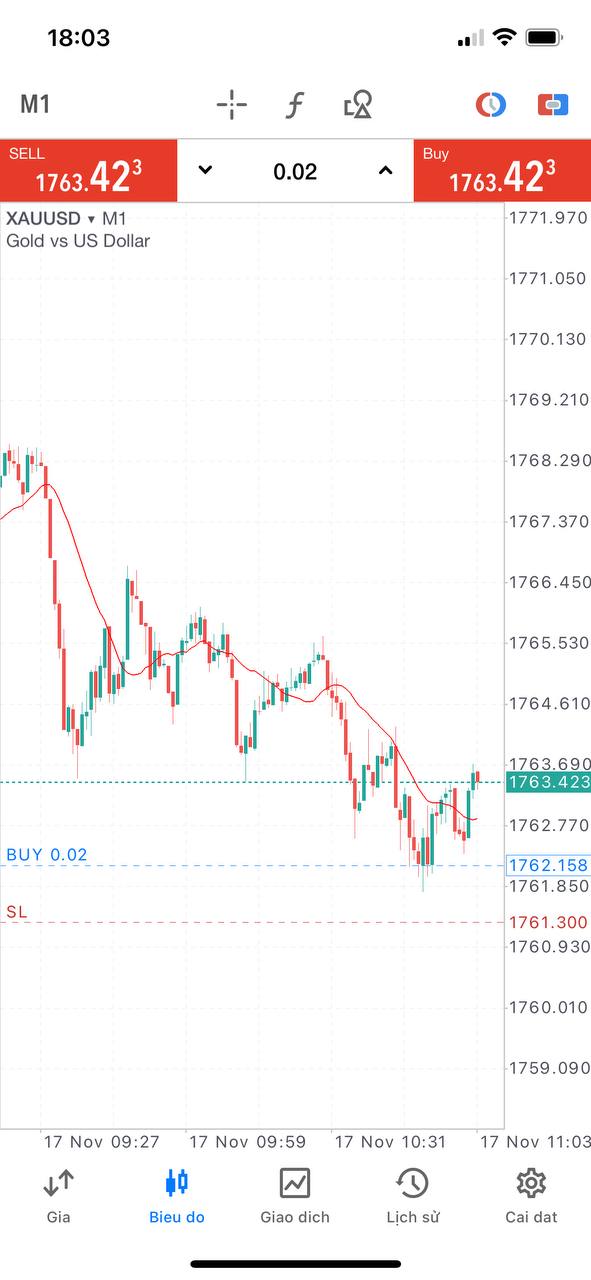 18:03
M1
SELL
1763.423
0.02
Buy
1763.423
XAUUSD ▾ M1
Gold vs US Dollar
1771.970
1771.050
1770.130
1769.210
1768.290
1767.370
1766.450
1765.530
1764.610
1763.690
1763.423
1762.770
BUY 0.02
1762.158
1761.850
SL
1761.300
1760.930
1760.010
1759.090
17 Nov 09:27
17 Nov 09:59
17 Nov 10:31
17 Nov 11:03
Gia
Bieu do
Giao dich
Lịch sử
Cai dat